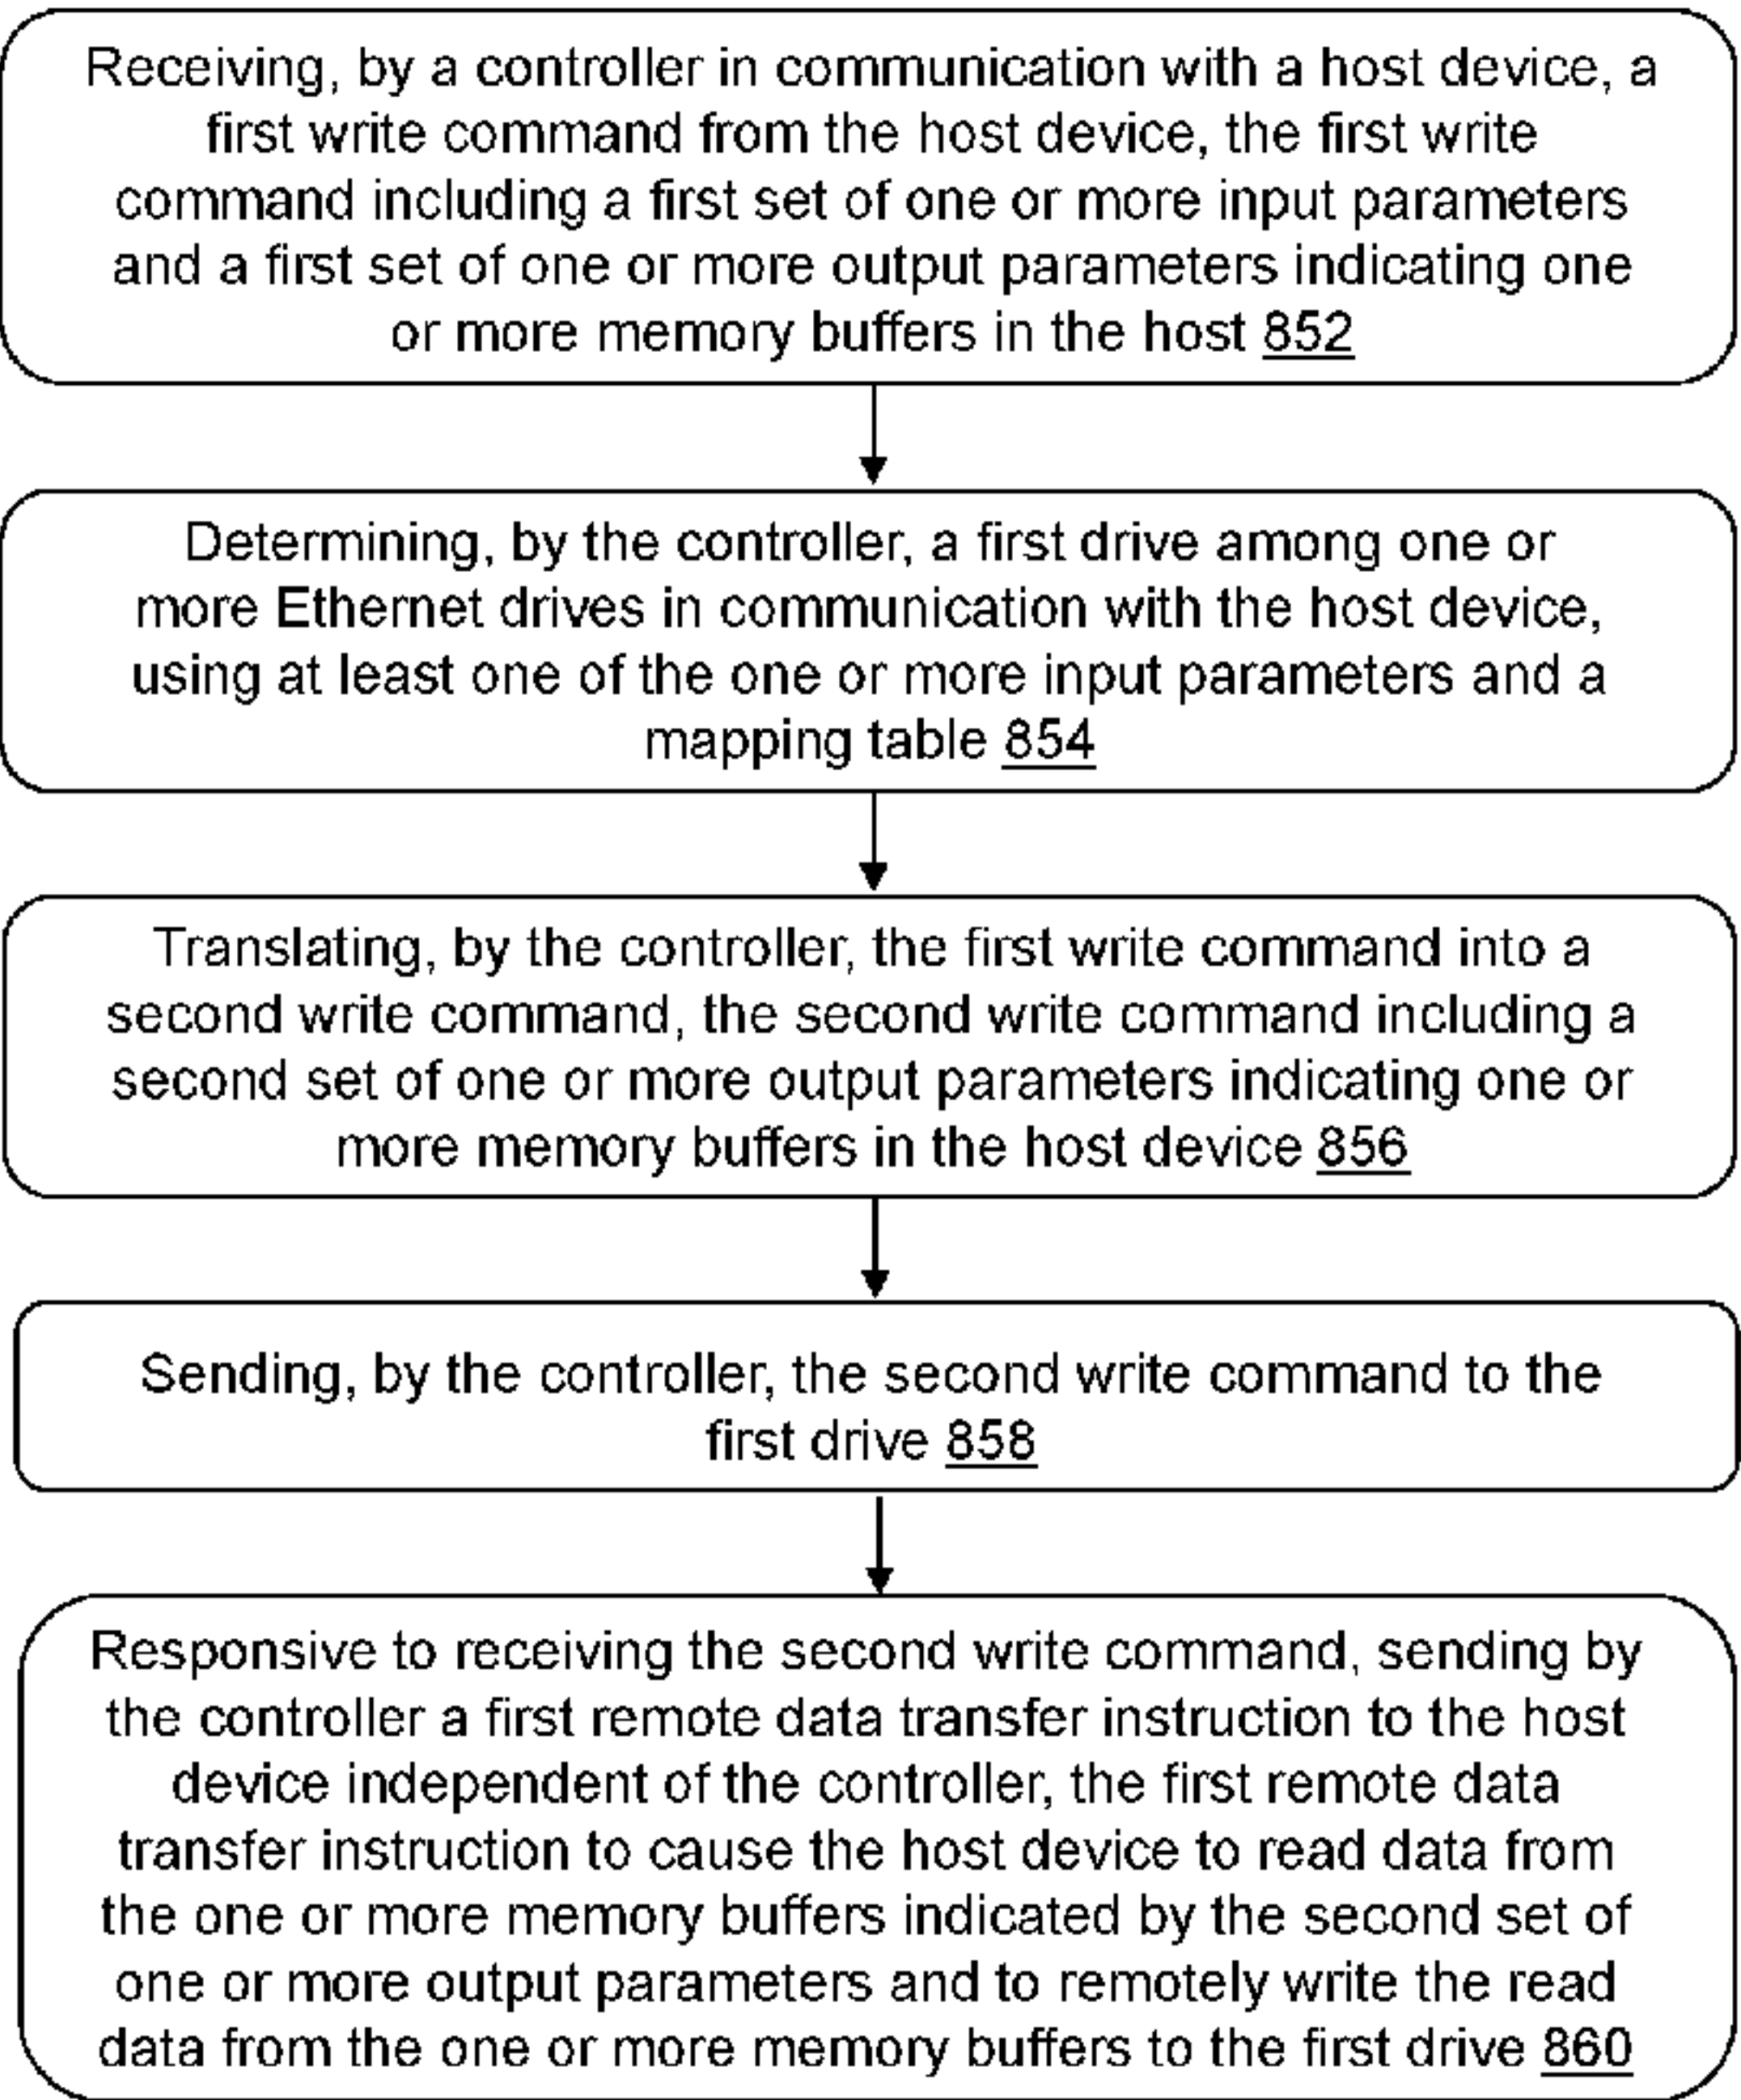 Receiving, by a controller in communication with a host device, a
first write command from the host device, the first write
command including a first set of one or more input parameters
and a first set of one or more output parameters indicating one
or more memory buffers in the host 852
Determining, by the controller, a first drive among one or
more Ethernet drives in communication with the host device,
using at least one of the one or more input parameters and a
mapping table 854
Translating, by the controller, the first write command into a
second write command, the second write command including a
second set of one or more output parameters indicating one or
more memory buffers in the host device 856
Sending, by the controller, the second write command to the
first drive 858
Responsive to receiving the second write command, sending by
the controller a first remote data transfer instruction to the host
device independent of the controller, the first remote data
transfer instruction to cause the host device to read data from
the one or more memory buffers indicated by the second set of
one or more output parameters and to remotely write the read
data from the one or more memory buffers to the first drive 860